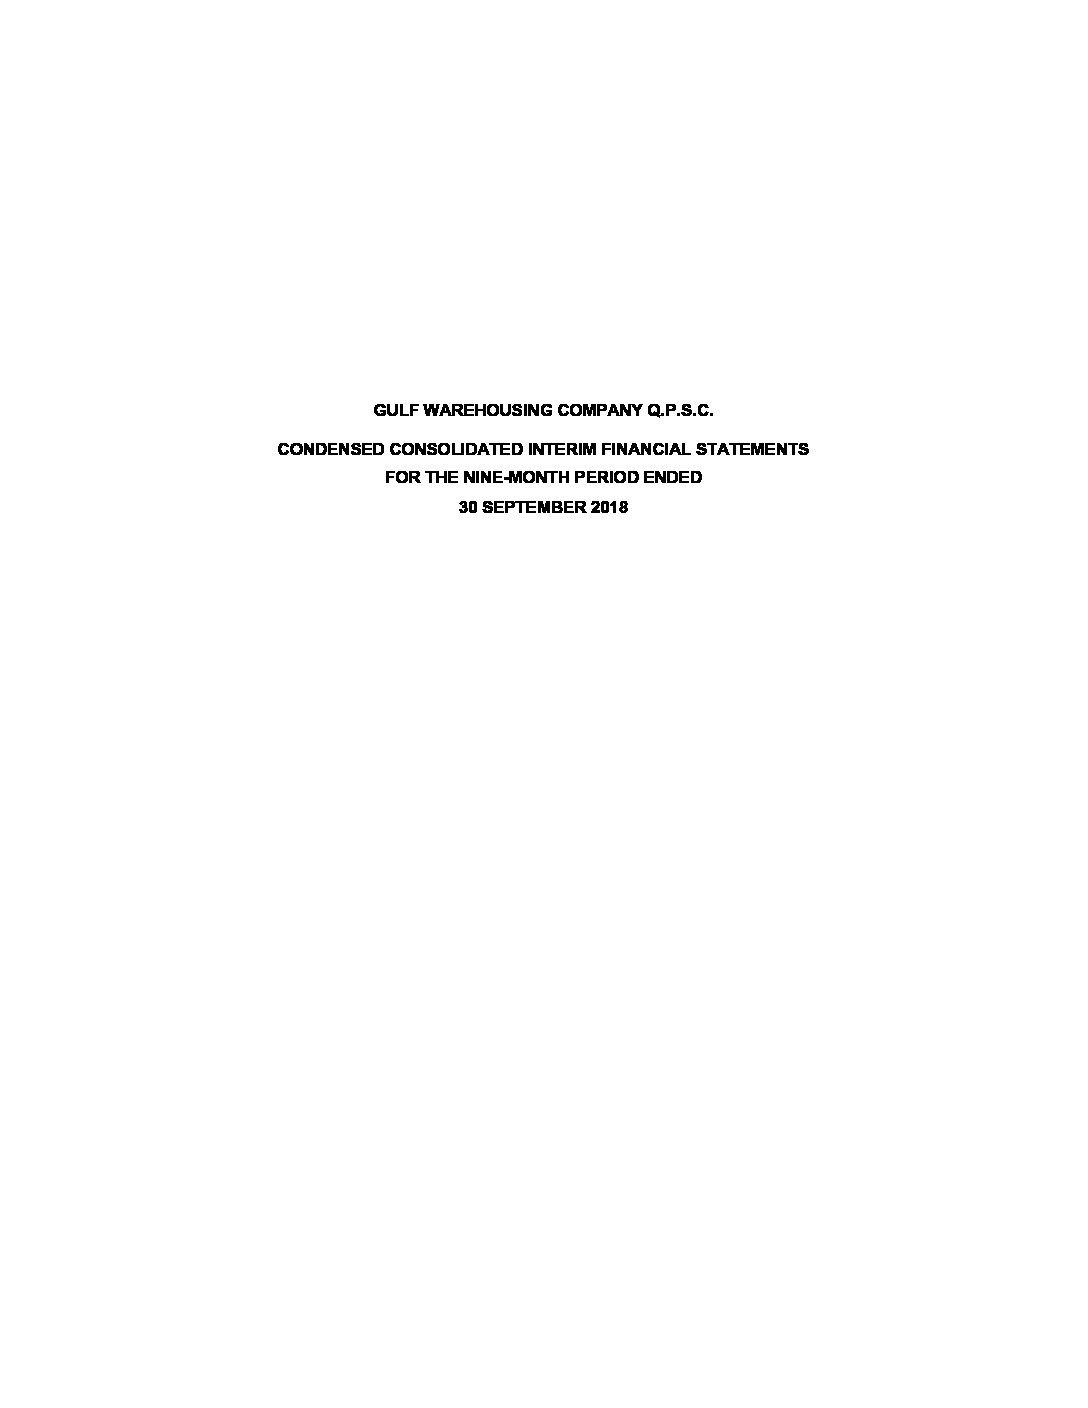 GULF WAREHOUSING COMPANY Q.P.S.C.
CONDENSED CONSOLIDATED INTERIM FINANCIAL STATEMENTS
FOR THE NINE-MONTH PERIOD ENDED
30 SEPTEMBER 2018